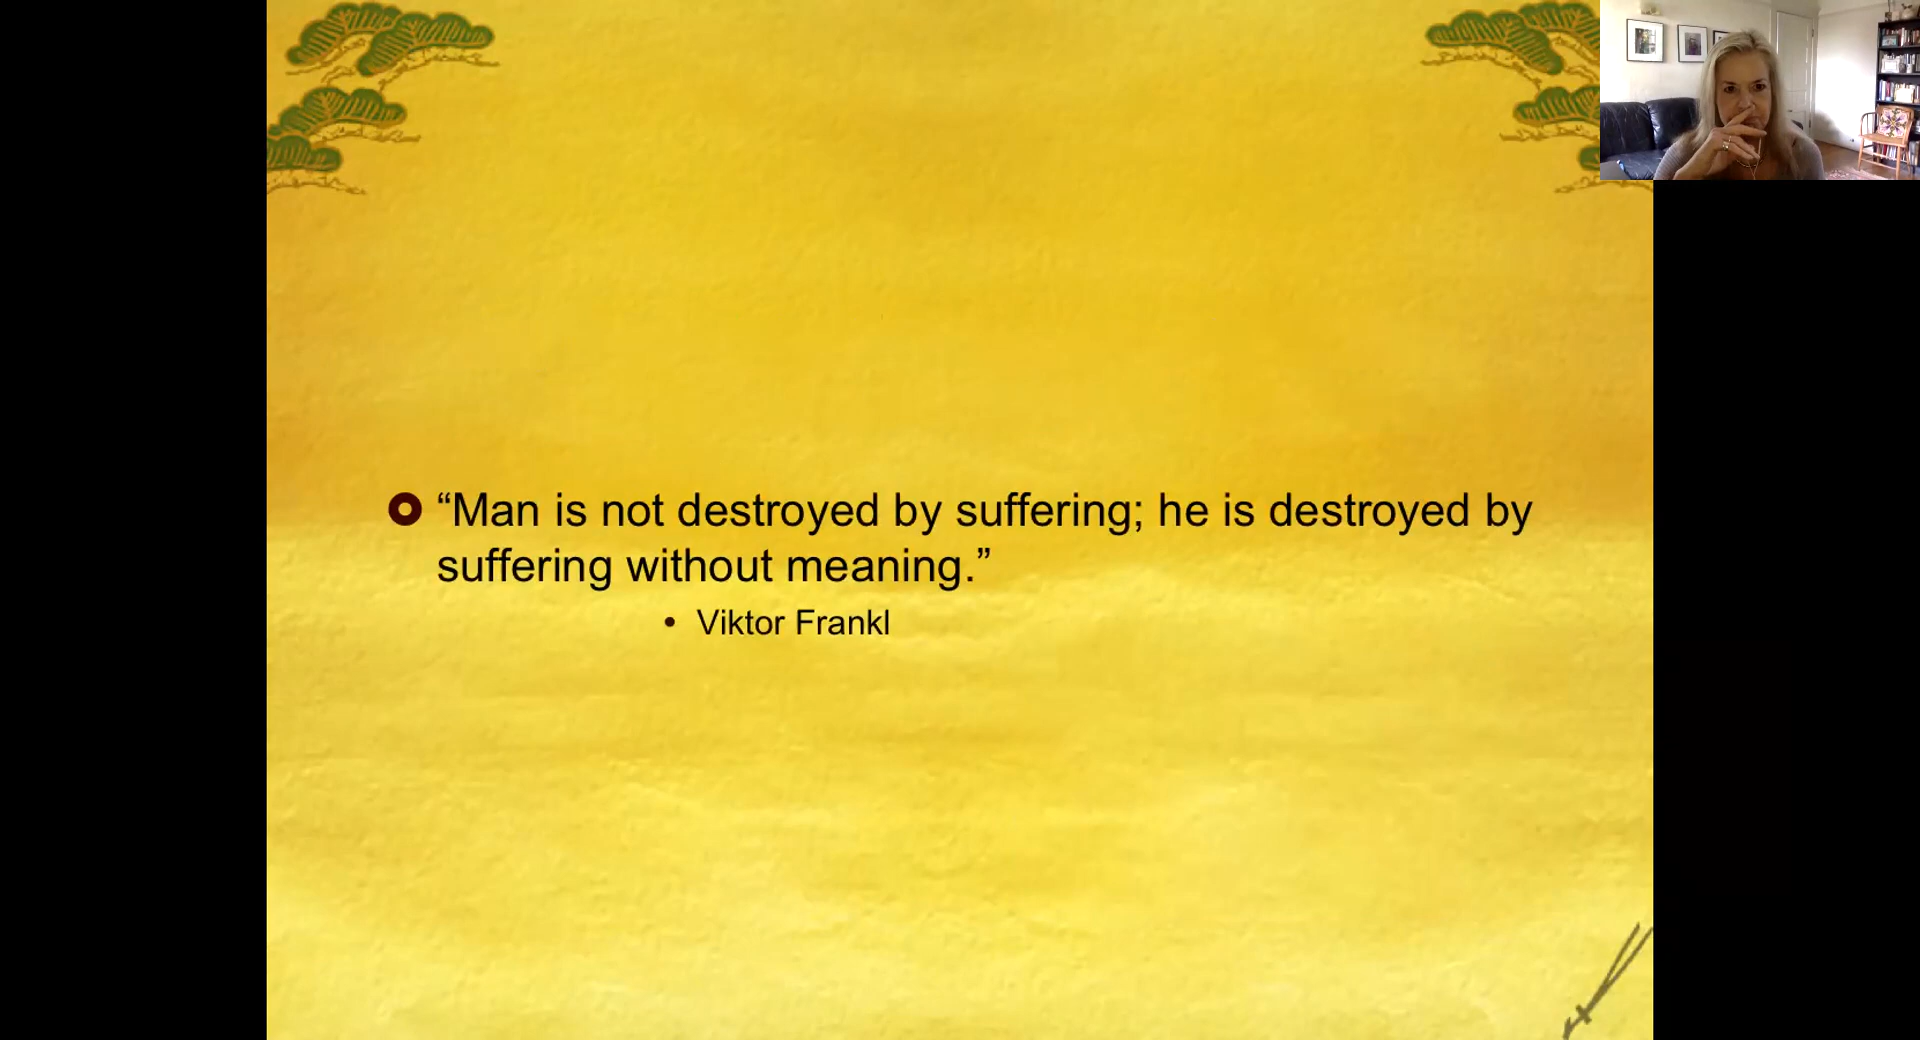 “Man is not destroyed by suffering; he is destroyed by
suffering without meaning.”
• Viktor Frankl